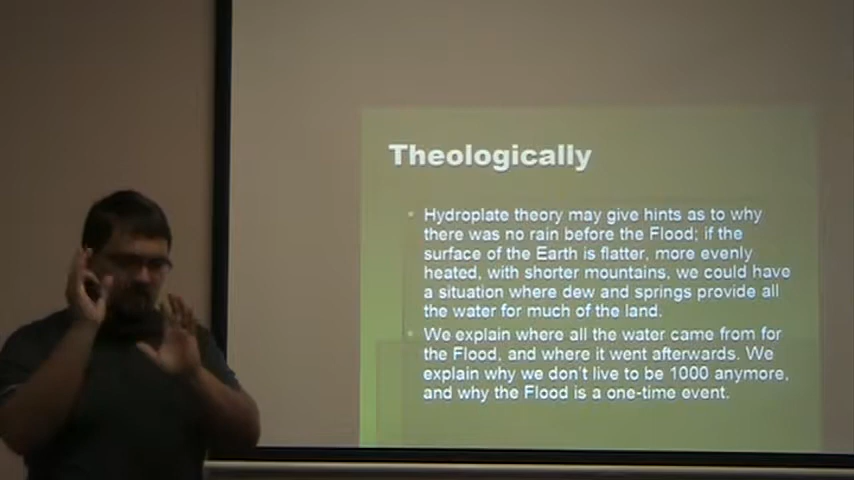 Theologically
• Hydroplate theory may give hints as to why
there was no rain before the Flood; if the
surface of the Earth is flatter, more evenly
heated, with shorter mountains, we could have
a situation where dew and springs provide all
the water for much of the land.
• We explain where all the water came from for
the Flood, and where it went afterwards. We
explain why we don't live to be 1000 anymore,
and why the Flood is a one-time event.